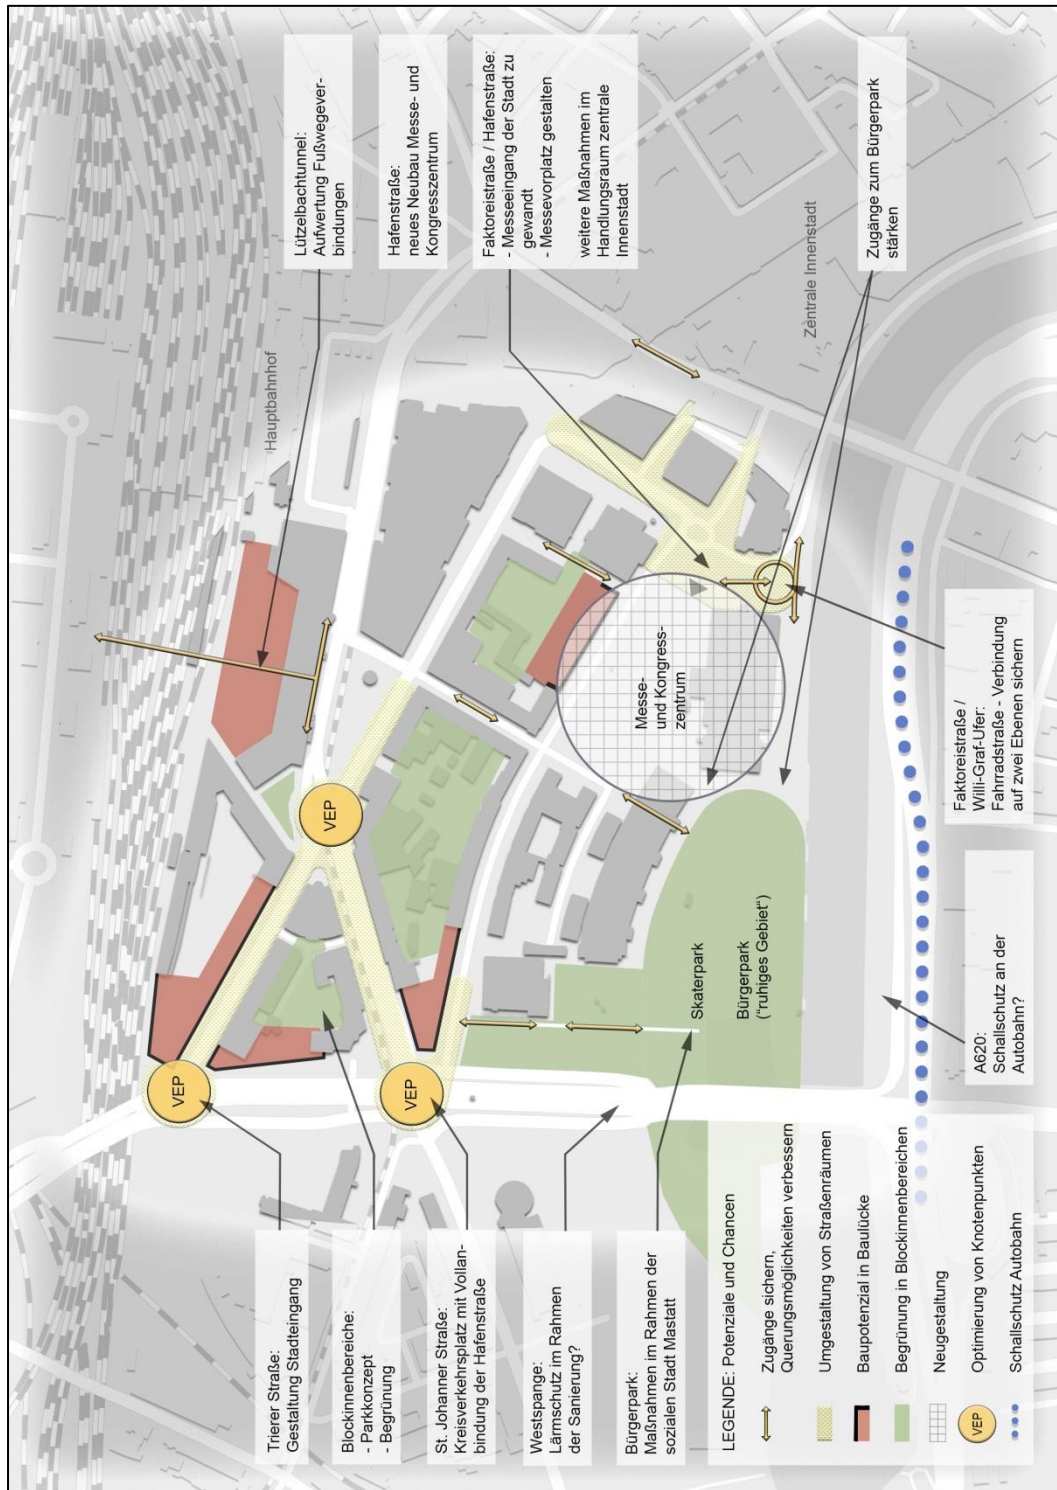 Trierer Straße:
Gestaltung Stadteingang
Blockinnenbereiche:
- Parkkonzept
- Begrünung
St. Johanner Straße:
Kreisverkehrsplatz mit Vollan-
bindung der Hafenstraße
Westspange:
Lärmschutz im Rahmen
der Sanierung?
Bürgerpark:
Maßnahmen im Rahmen der
sozialen Stadt Mastatt
LEGENDE: Potenziale und Chancen
Zugänge sichern,
Querungsmöglichkeiten verbessern
Umgestaltung von Straßenräumen
Baupotenzial in Baulücke
Begrünung in Blockinnenbereichen
Neugestaltung
VEP
Optimierung von Knotenpunkten
Schallschutz Autobahn
VEP
VEP
VEP
Skaterpark
Bürgerpark
("ruhiges Gebiet")
Messe-
und Kongress-
zentrum
Hauptbahnhof
Zentrale Innenstadt
Lützelbachtunnel:
Aufwertung Fußwegever-
bindungen
Hafenstraße:
neues Neubau Messe- und
Kongresszentrum
Faktoreistraße / Hafenstraße:
- Messeeingang der Stadt zu
gewandt
- Messevorplatz gestalten
weitere Maßnahmen im
Handlungsraum zentrale
Innenstadt
Zugänge zum Bürgerpark
stärken
A620:
Schallschutz an der
Autobahn?
Faktoreistraße /
Willi-Graf-Ufer:
Fahrradstraße - Verbindung
auf zwei Ebenen sichern